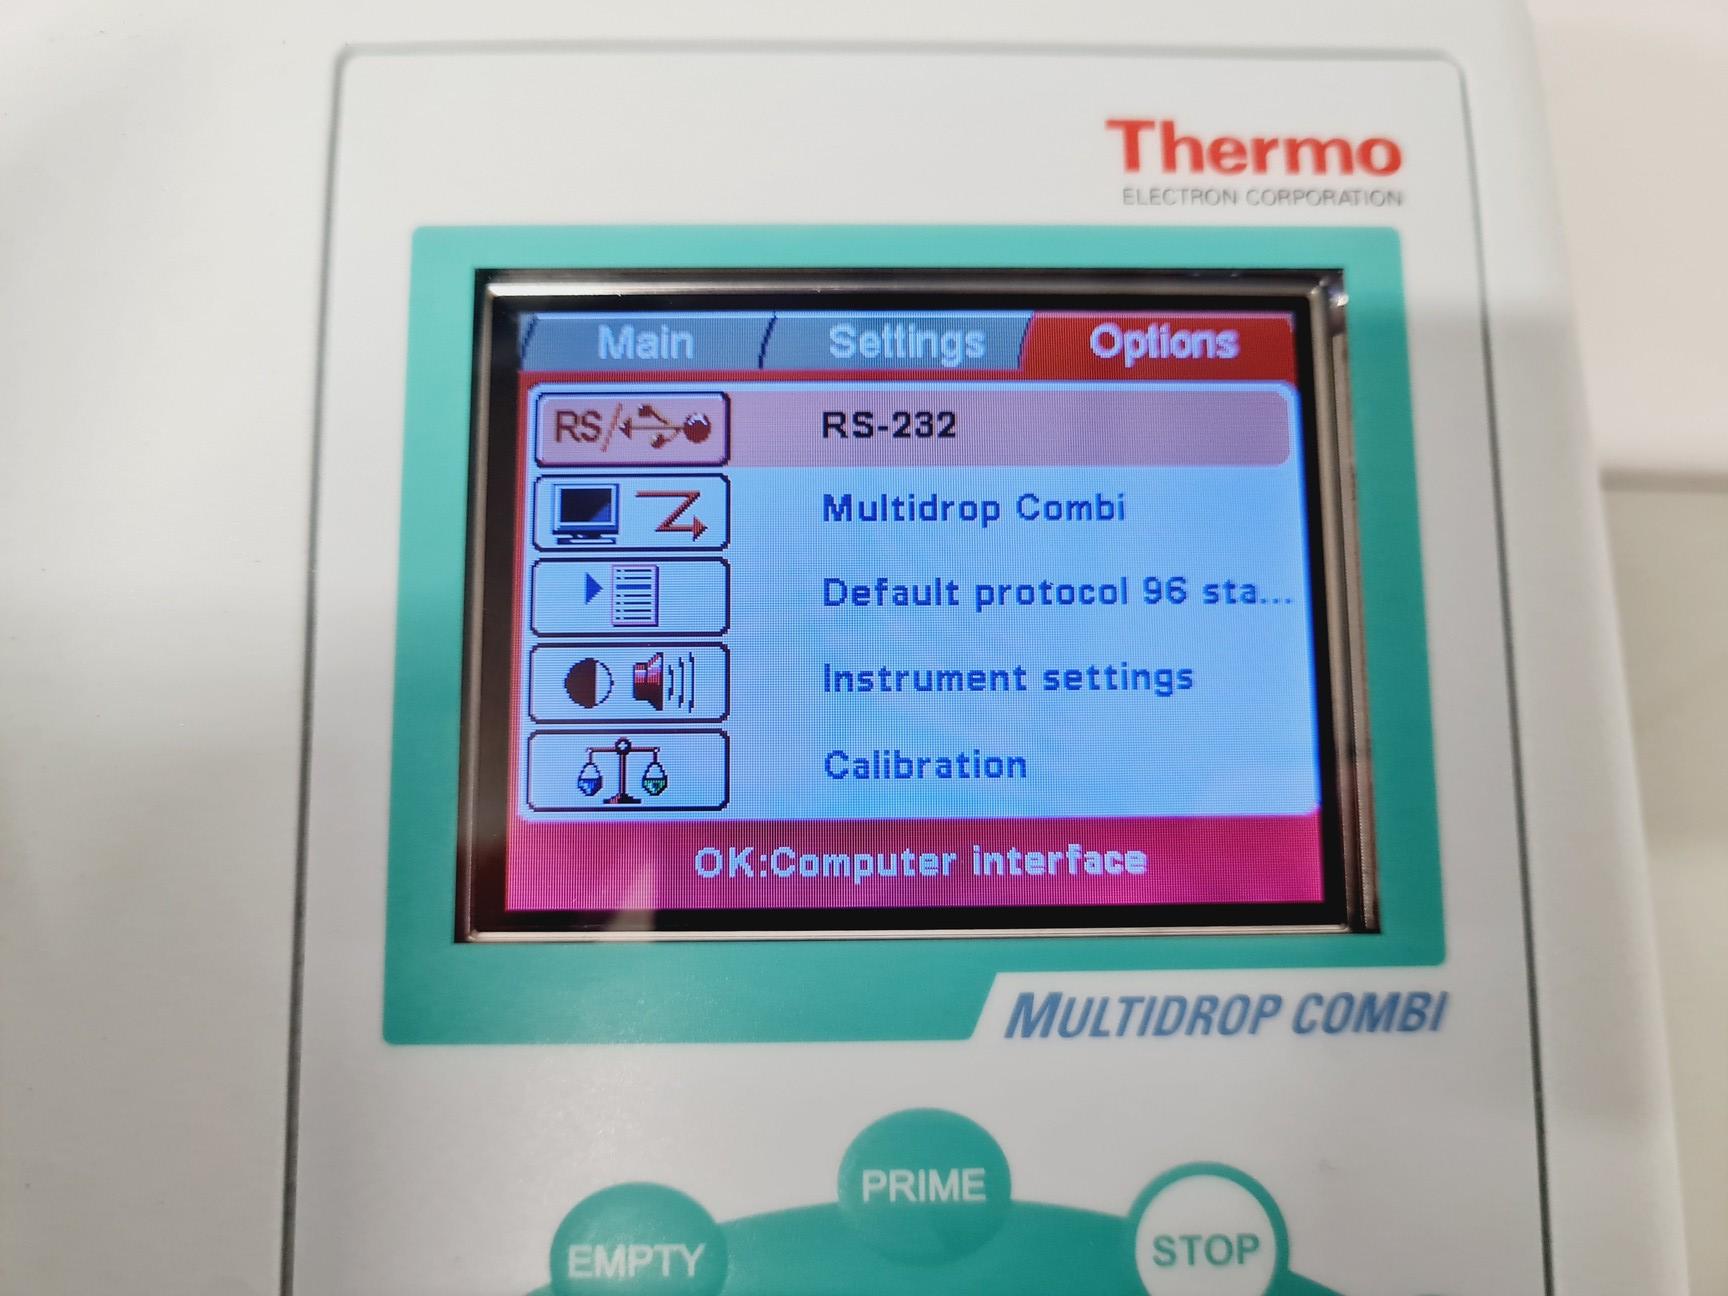 Thermo
ELECTRON CORPORATION
Main Settings Options
RS/ RS-232
Multidrop Combi
Default protocol 96 sta...
Instrument settings
Calibration
OK:Computer interface
MULTIDROP COMBI
PRIME
EMPTY
STOP